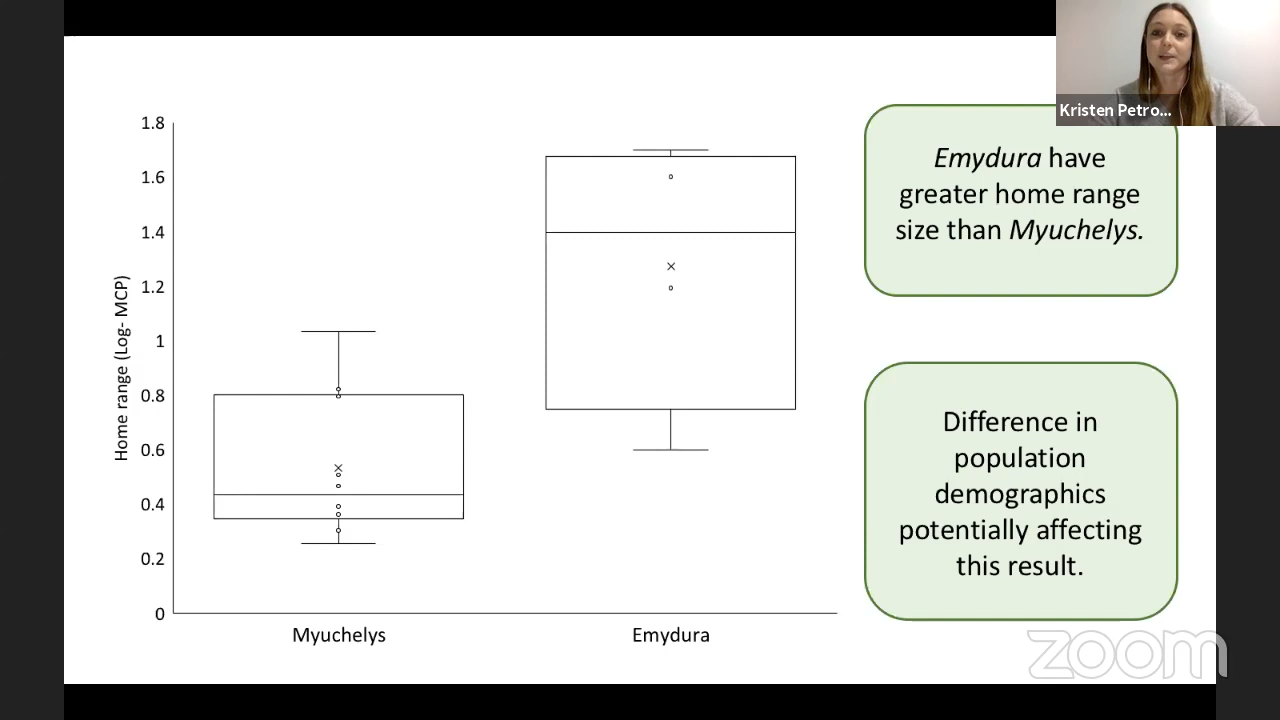 Kristen Petro...
Emydura have
greater home range
size than Myuchelys.
Difference in
population
demographics
potentially affecting
this result.
Home range (Log- MCP)
1.8
1.6
1.4
1.2
1
0.8
0.6
0.4
0.2
0
Myuchelys
Emydura
zoom